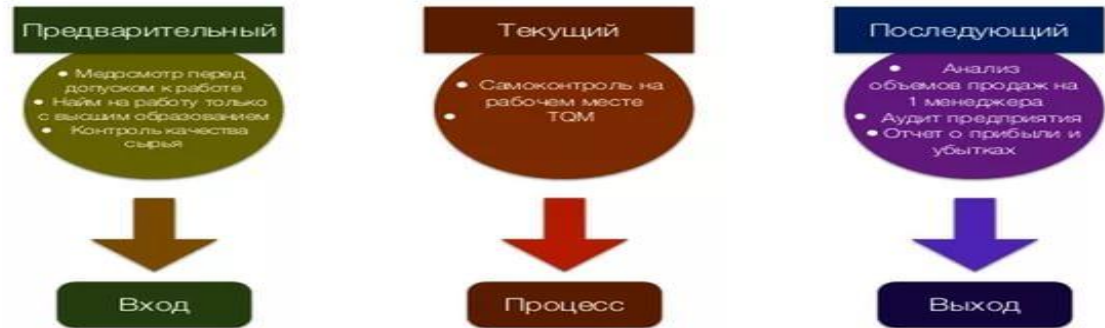 Предварительный
• Медосмотр перед
допуском к работе
• Найм на работу только
с высшим образованием
• Контроль качества
сырья
Вход
Текущий
• Самоконтроль на
рабочем месте
• TQM
Процесс
Последующий
• Анализ
объемов продаж на
1 менеджера
• Аудит предприятия
• Отчет о прибыли и
убытках
Выход